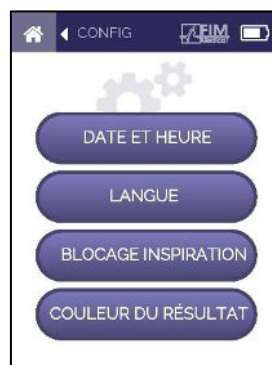 CONFIG FIM
DATE ET HEURE
LANGUE
BLOCAGE INSPIRATION
COULEUR DU RÉSULTAT